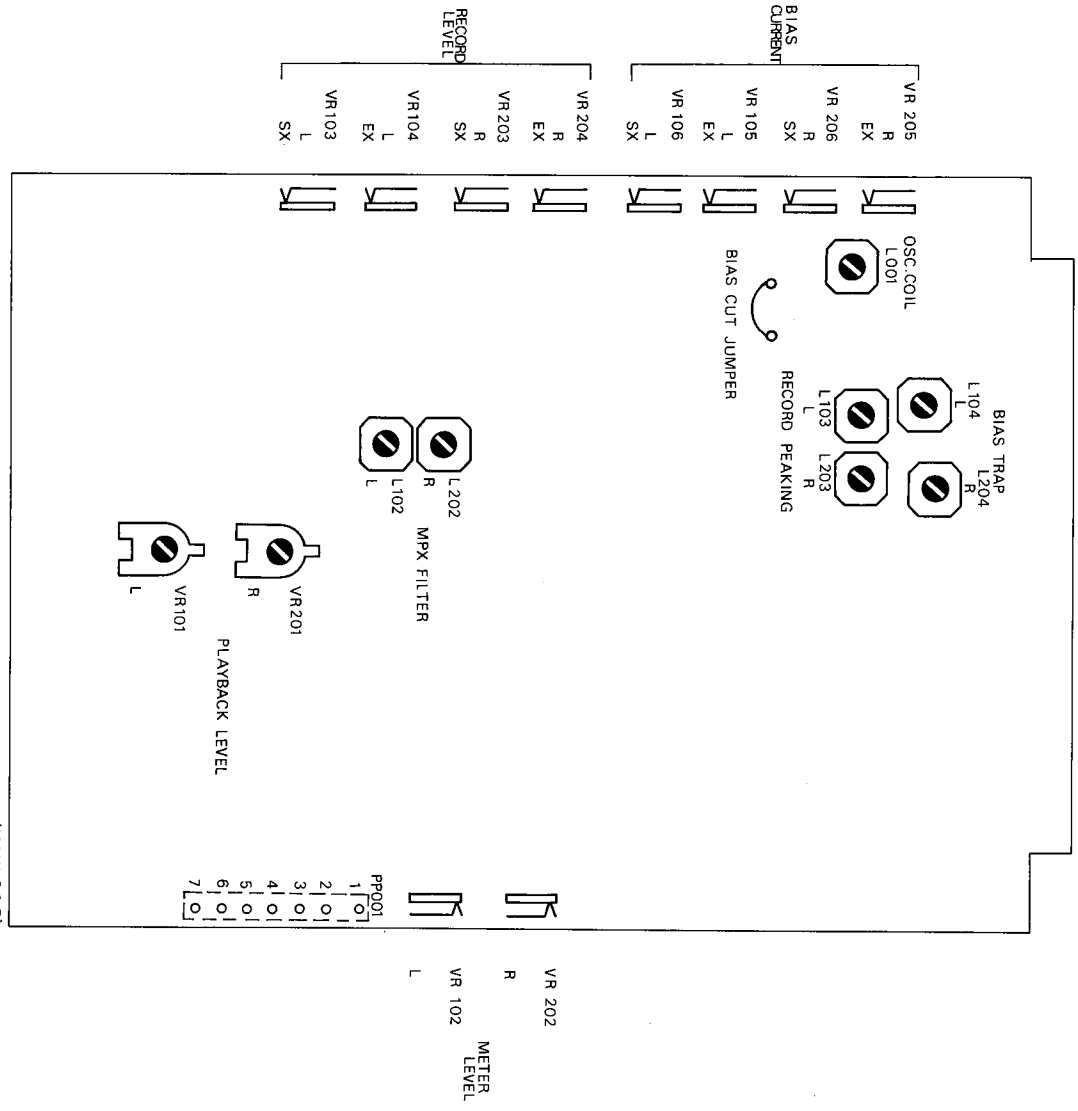 BIAS
CURRENT
VR 205
R
EX
VR 206
R
SX
VR 105
L
EX
VR 106
L
SX
RECORD
LEVEL
VR 204
R
EX
VR 203
R
SX
VR104
L
EX
VR103
L
SX
OSC.COIL
L001
BIAS CUT JUMPER
BIAS TRAP
L104
L
L204
R
RECORD PEAKING
L103
L
L203
R
MPX FILTER
L202
R
L102
L
PLAYBACK LEVEL
VR201
R
VR101
L
PP001
1
2
3
4
5
6
7
VR 202
R
VR 102
L
METER
LEVEL